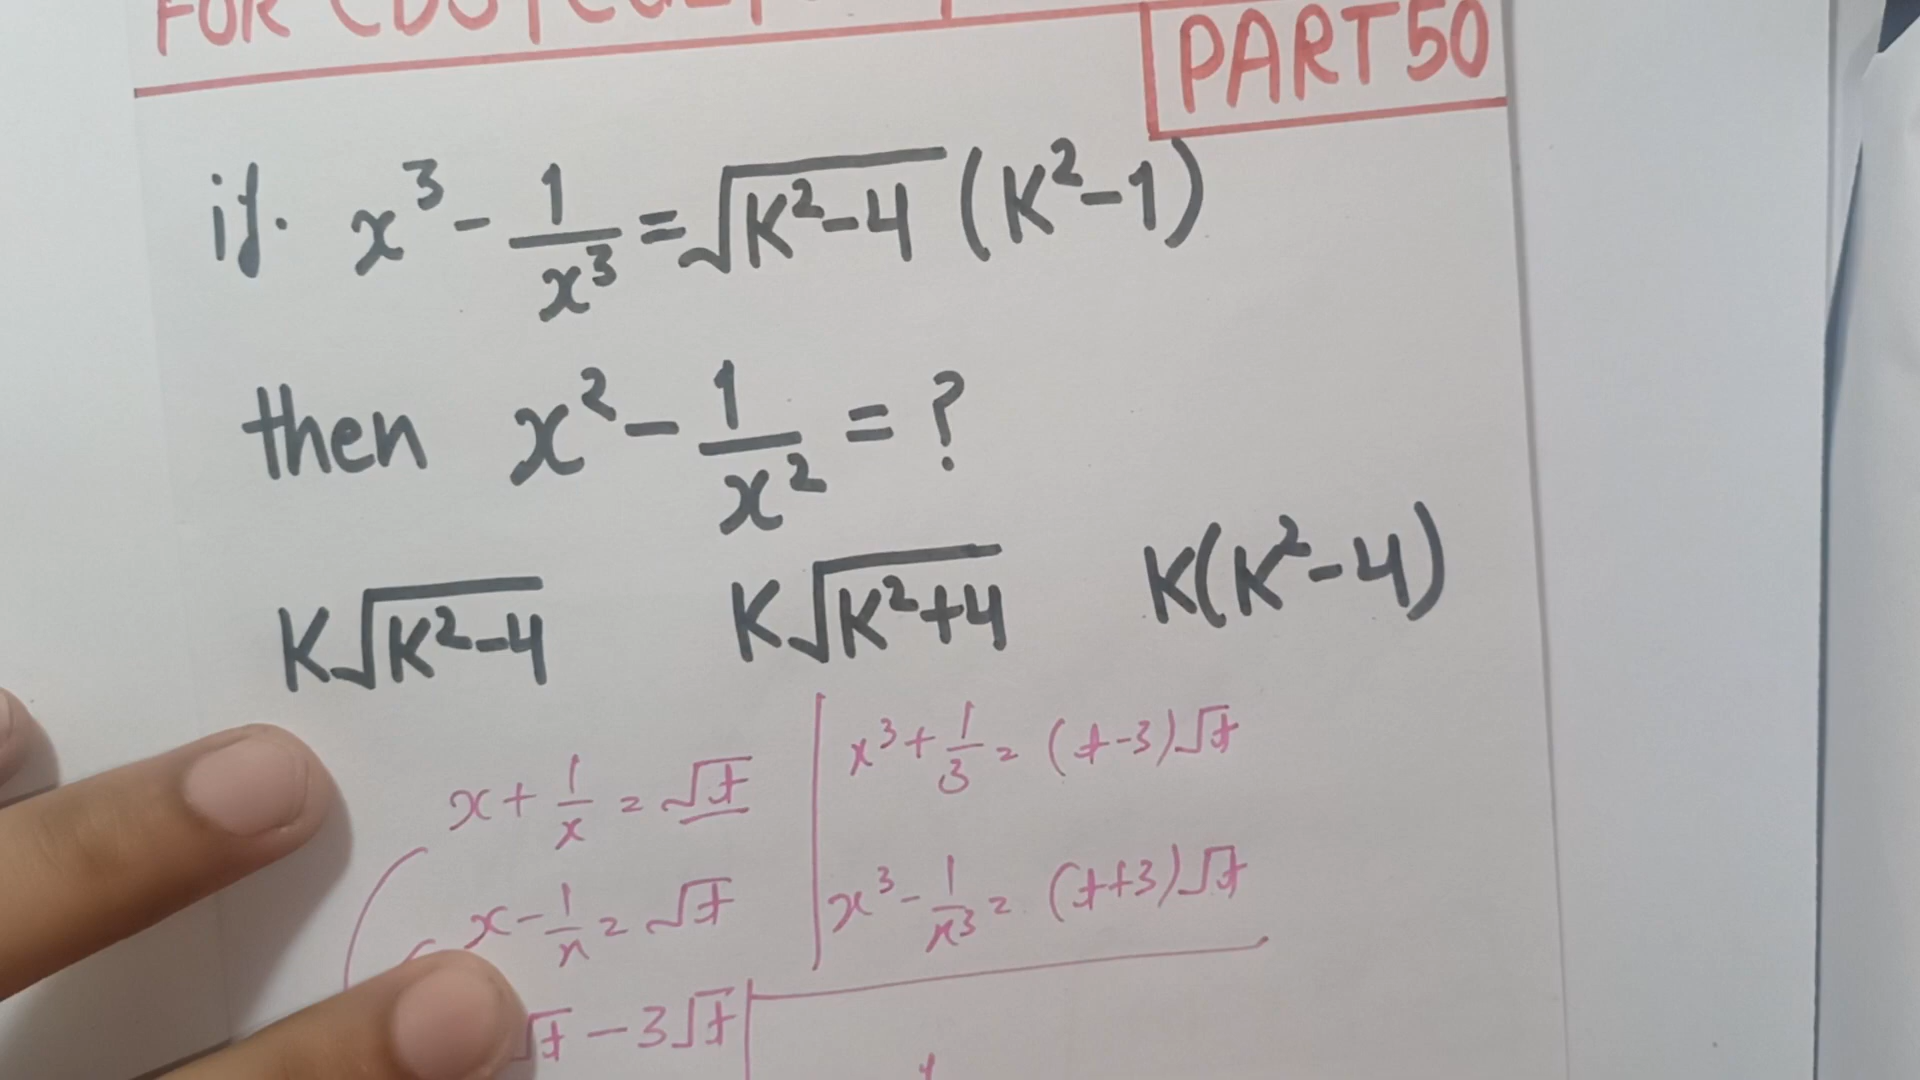 FOR CDS
PART 50
if. x³ - 1/x³ = √(K²-4) (K²-1)
then x² - 1/x² = ?
K√(K²-4) K√(K²+4) K(K²-4)
x + 1/x = √t
x³ + 1/3 = (t-3)√t
x - 1/x = √t
x³ - 1/x³ = (t+3)√t
√t - 3√t